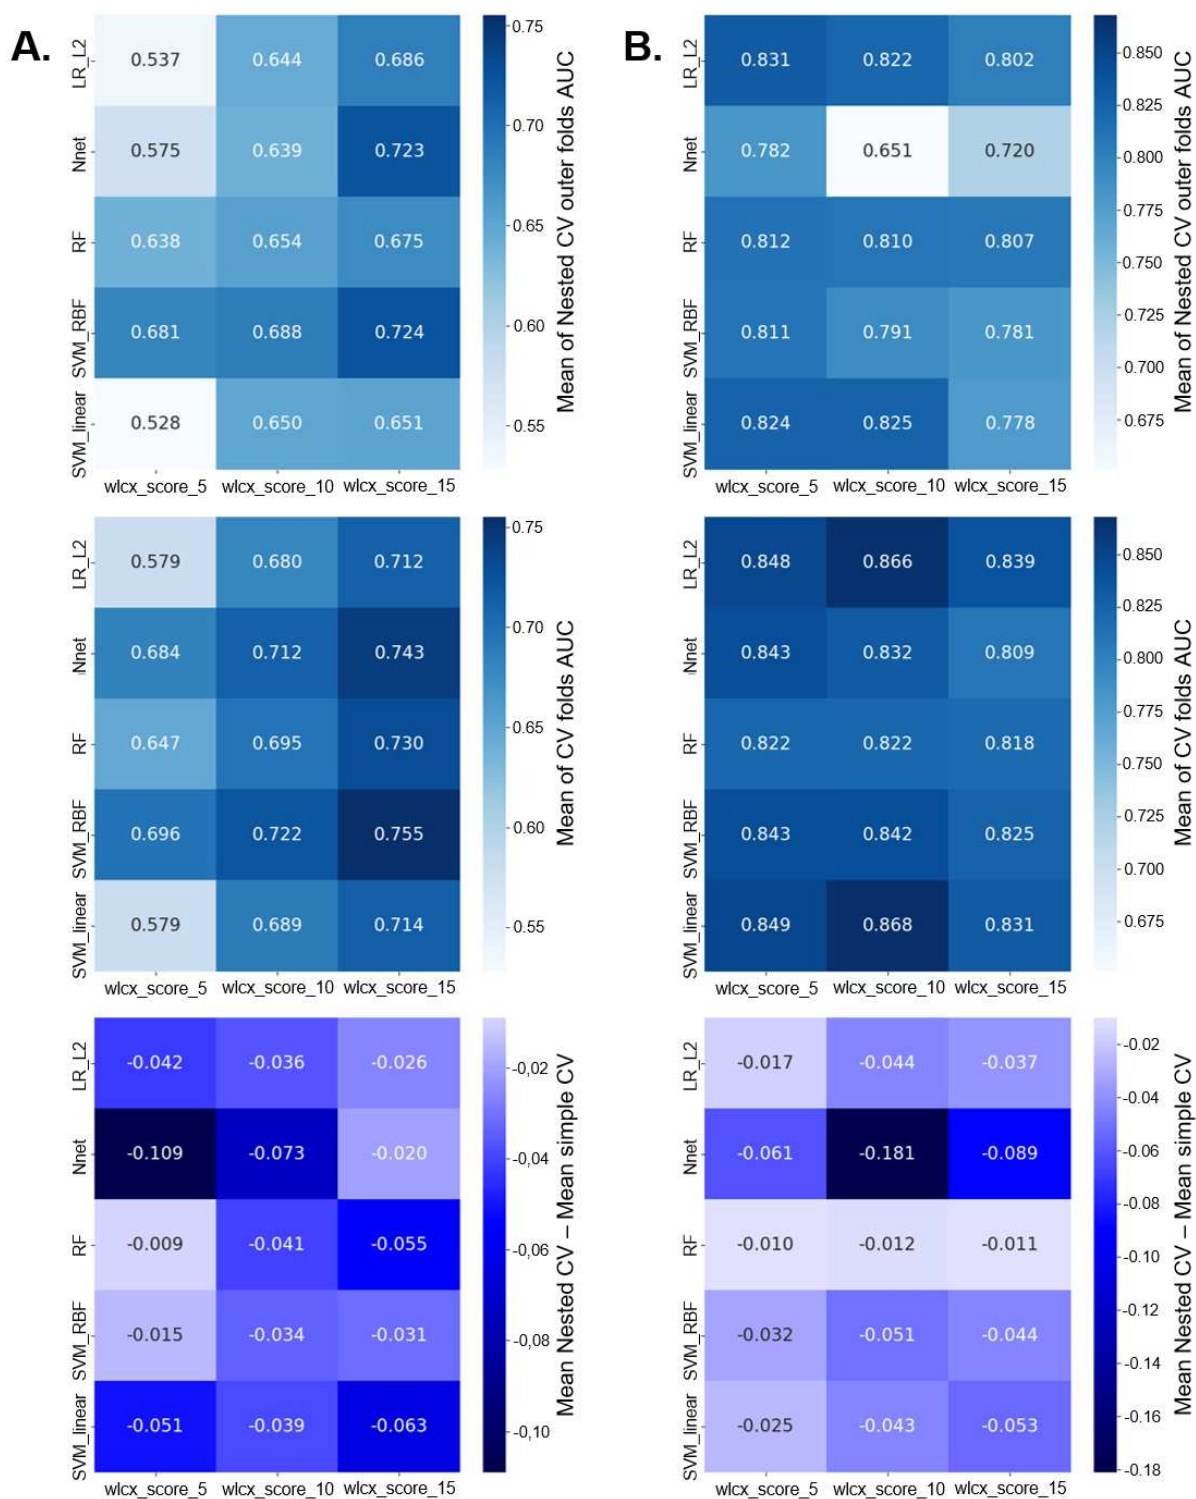 A.
LR_L2 0.537 0.644 0.686
Nnet 0.575 0.639 0.723
RF 0.638 0.654 0.675
SVM_RBF 0.681 0.688 0.724
SVM_linear 0.528 0.650 0.651
wlcx_score_5 wlcx_score_10 wlcx_score_15
0.75
0.70
0.65
0.60
0.55
Mean of Nested CV outer folds AUC
B.
LR_L2 0.831 0.822 0.802
Nnet 0.782 0.651 0.720
RF 0.812 0.810 0.807
SVM_RBF 0.811 0.791 0.781
SVM_linear 0.824 0.825 0.778
wlcx_score_5 wlcx_score_10 wlcx_score_15
0.850
0.825
0.800
0.775
0.750
0.725
0.700
0.675
Mean of Nested CV outer folds AUC
LR_L2 0.579 0.680 0.712
Nnet 0.684 0.712 0.743
RF 0.647 0.695 0.730
SVM_RBF 0.696 0.722 0.755
SVM_linear 0.579 0.689 0.714
wlcx_score_5 wlcx_score_10 wlcx_score_15
0.75
0.70
0.65
0.60
0.55
Mean of CV folds AUC
LR_L2 0.848 0.866 0.839
Nnet 0.843 0.832 0.809
RF 0.822 0.822 0.818
SVM_RBF 0.843 0.842 0.825
SVM_linear 0.849 0.868 0.831
wlcx_score_5 wlcx_score_10 wlcx_score_15
0.850
0.825
0.800
0.775
0.750
0.725
0.700
0.675
Mean of CV folds AUC
LR_L2 -0.042 -0.036 -0.026
Nnet -0.109 -0.073 -0.020
RF -0.009 -0.041 -0.055
SVM_RBF -0.015 -0.034 -0.031
SVM_linear -0.051 -0.039 -0.063
wlcx_score_5 wlcx_score_10 wlcx_score_15
-0,02
-0,04
-0,06
-0,08
-0,10
Mean Nested CV – Mean simple CV
LR_L2 -0.017 -0.044 -0.037
Nnet -0.061 -0.181 -0.089
RF -0.010 -0.012 -0.011
SVM_RBF -0.032 -0.051 -0.044
SVM_linear -0.025 -0.043 -0.053
wlcx_score_5 wlcx_score_10 wlcx_score_15
-0.02
-0.04
-0.06
-0.08
-0.10
-0.12
-0.14
-0.16
-0.18
Mean Nested CV – Mean simple CV